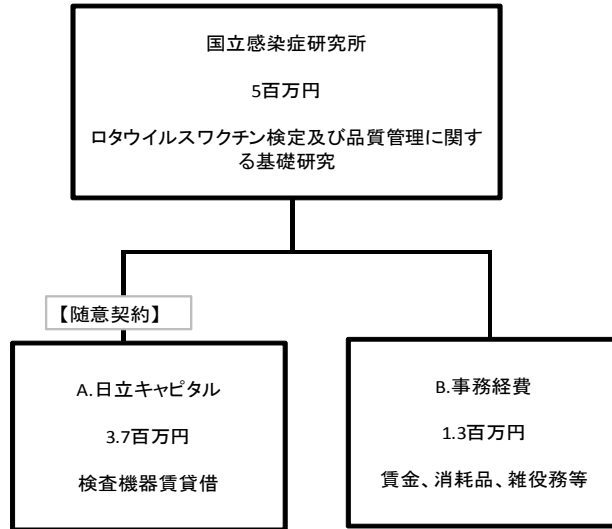 国立感染症研究所
5百万円
ロタウイルスワクチン検定及び品質管理に関す
る基礎研究
【随意契約】
A.日立キャピタル
3.7百万円
検査機器賃貸借
B.事務経費
1.3百万円
賃金、消耗品、雑役務等